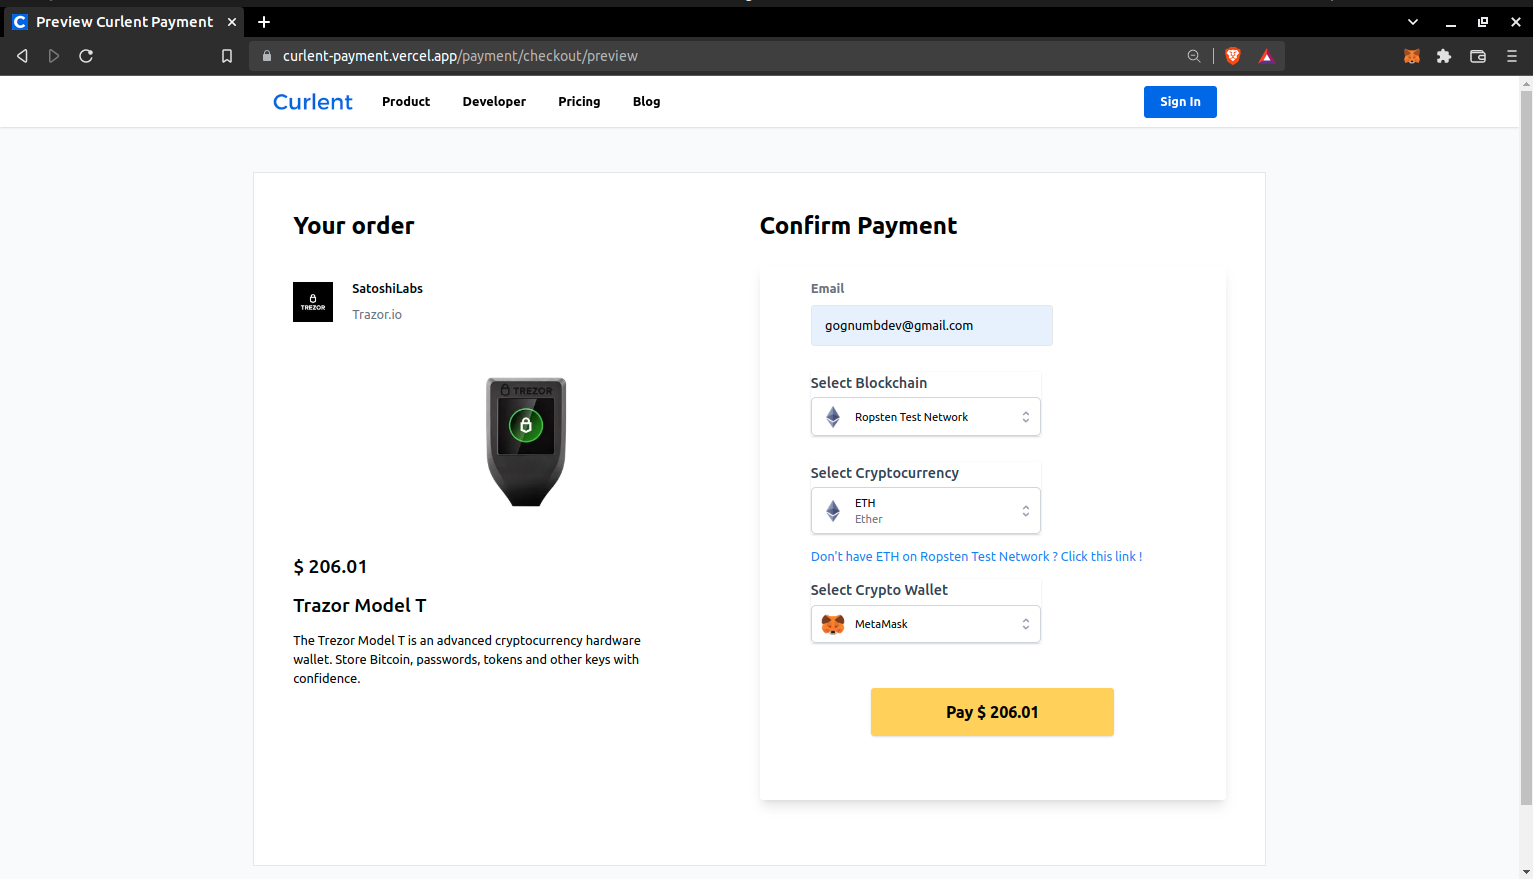 Preview Curlent Payment
curlent-payment.vercel.app/payment/checkout/preview
Curlent Product Developer Pricing Blog Sign In
Your order
TREZOR
SatoshiLabs
Trazor.io
TREZOR
$ 206.01
Trazor Model T
The Trezor Model T is an advanced cryptocurrency hardware
wallet. Store Bitcoin, passwords, tokens and other keys with
confidence.
Confirm Payment
Email
gognumbdev@gmail.com
Select Blockchain
Ropsten Test Network
Select Cryptocurrency
ETH
Ether
Don't have ETH on Ropsten Test Network ? Click this link !
Select Crypto Wallet
MetaMask
Pay $ 206.01